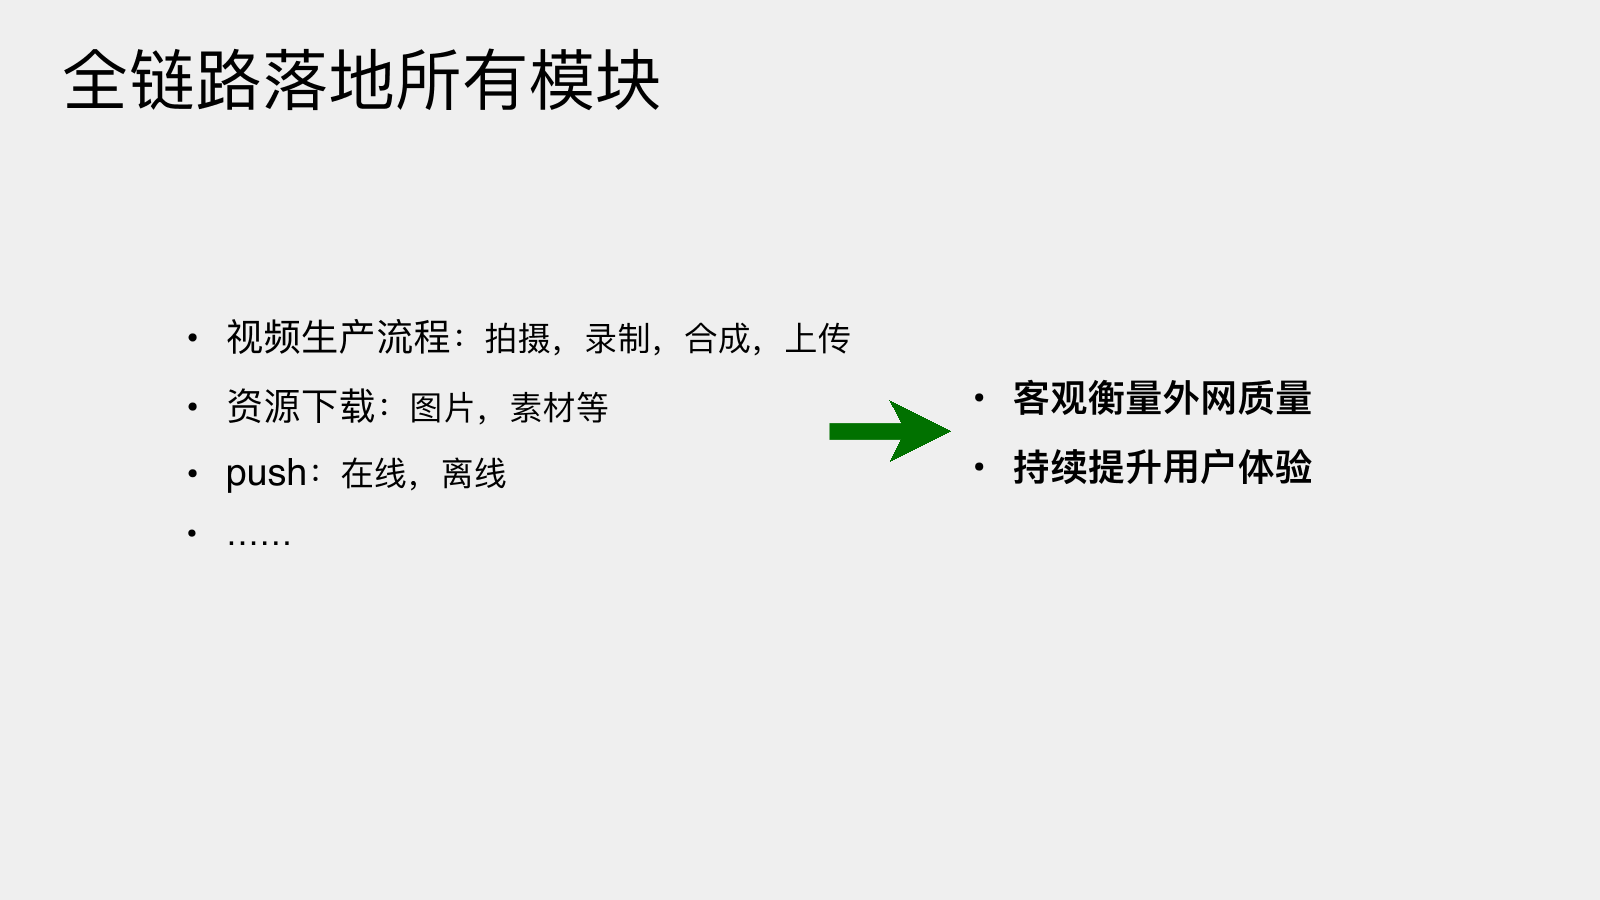 全链路落地所有模块
• 视频生产流程：拍摄，录制，合成，上传
• 资源下载：图片，素材等
• push：在线，离线
• ……
• 客观衡量外网质量
• 持续提升用户体验